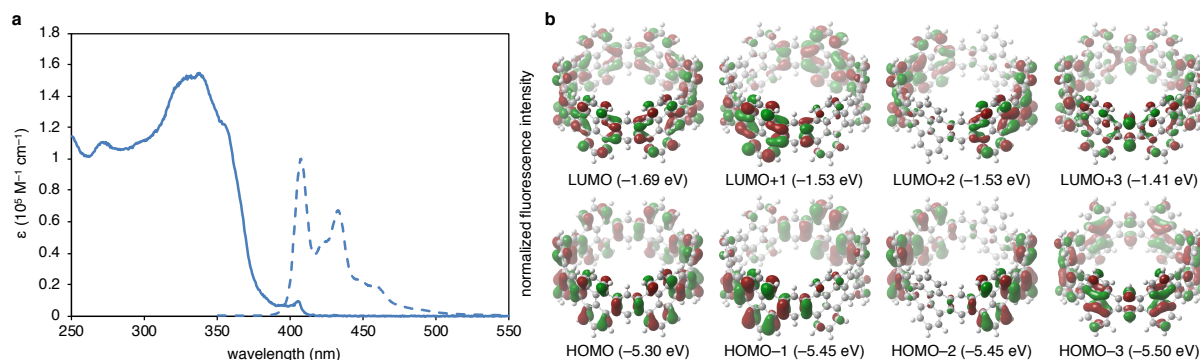 a
ε (10⁵ M⁻¹ cm⁻¹)
1.8
1.6
1.4
1.2
1
0.8
0.6
0.4
0.2
0
250 300 350 400 450 500 550
wavelength (nm)
normalized fluorescence intensity
b
LUMO (–1.69 eV) LUMO+1 (–1.53 eV) LUMO+2 (–1.53 eV) LUMO+3 (–1.41 eV)
HOMO (–5.30 eV) HOMO–1 (–5.45 eV) HOMO–2 (–5.45 eV) HOMO–3 (–5.50 eV)